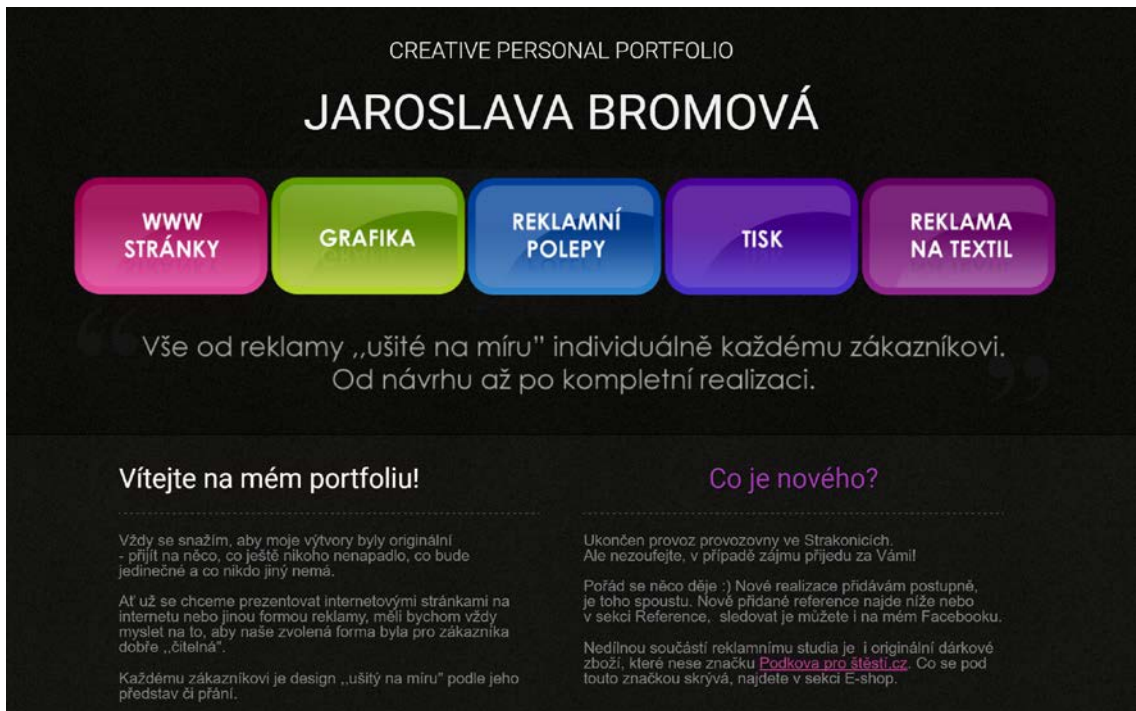 CREATIVE PERSONAL PORTFOLIO
JAROSLAVA BROMOVÁ
WWW
STRÁNKY
GRAFIKA
REKLAMNÍ
POLEPY
TISK
REKLAMA
NA TEXTIL
Vše od reklamy ,,ušité na míru" individuálně každému zákazníkovi.
Od návrhu až po kompletní realizaci.
Vítejte na mém portfoliu!
Vždy se snažím, aby moje výtvory byly originální
- přijít na něco, co ještě nikoho nenapadlo, co bude
jedinečné a co nikdo jiný nemá.
Ať už se chceme prezentovat internetovými stránkami na
internetu nebo jinou formou reklamy, měli bychom vždy
myslet na to, aby naše zvolená forma byla pro zákazníka
dobře ,,čitelná".
Každému zákazníkovi je design ,,ušitý na míru" podle jeho
představ či přání.
Co je nového?
Ukončen provoz provozovny ve Strakonicích.
Ale nezoufejte, v případě zájmu přijedu za Vámi!
Pořád se něco děje :) Nové realizace přidávám postupně,
je toho spoustu. Nově přidané reference najde níže nebo
v sekci Reference, sledovat je můžete i na mém Facebooku.
Nedílnou součástí reklamnímu studia je i originální dárkové
zboží, které nese značku Podkova pro štěstí.cz. Co se pod
touto značkou skrývá, najdete v sekci E-shop.